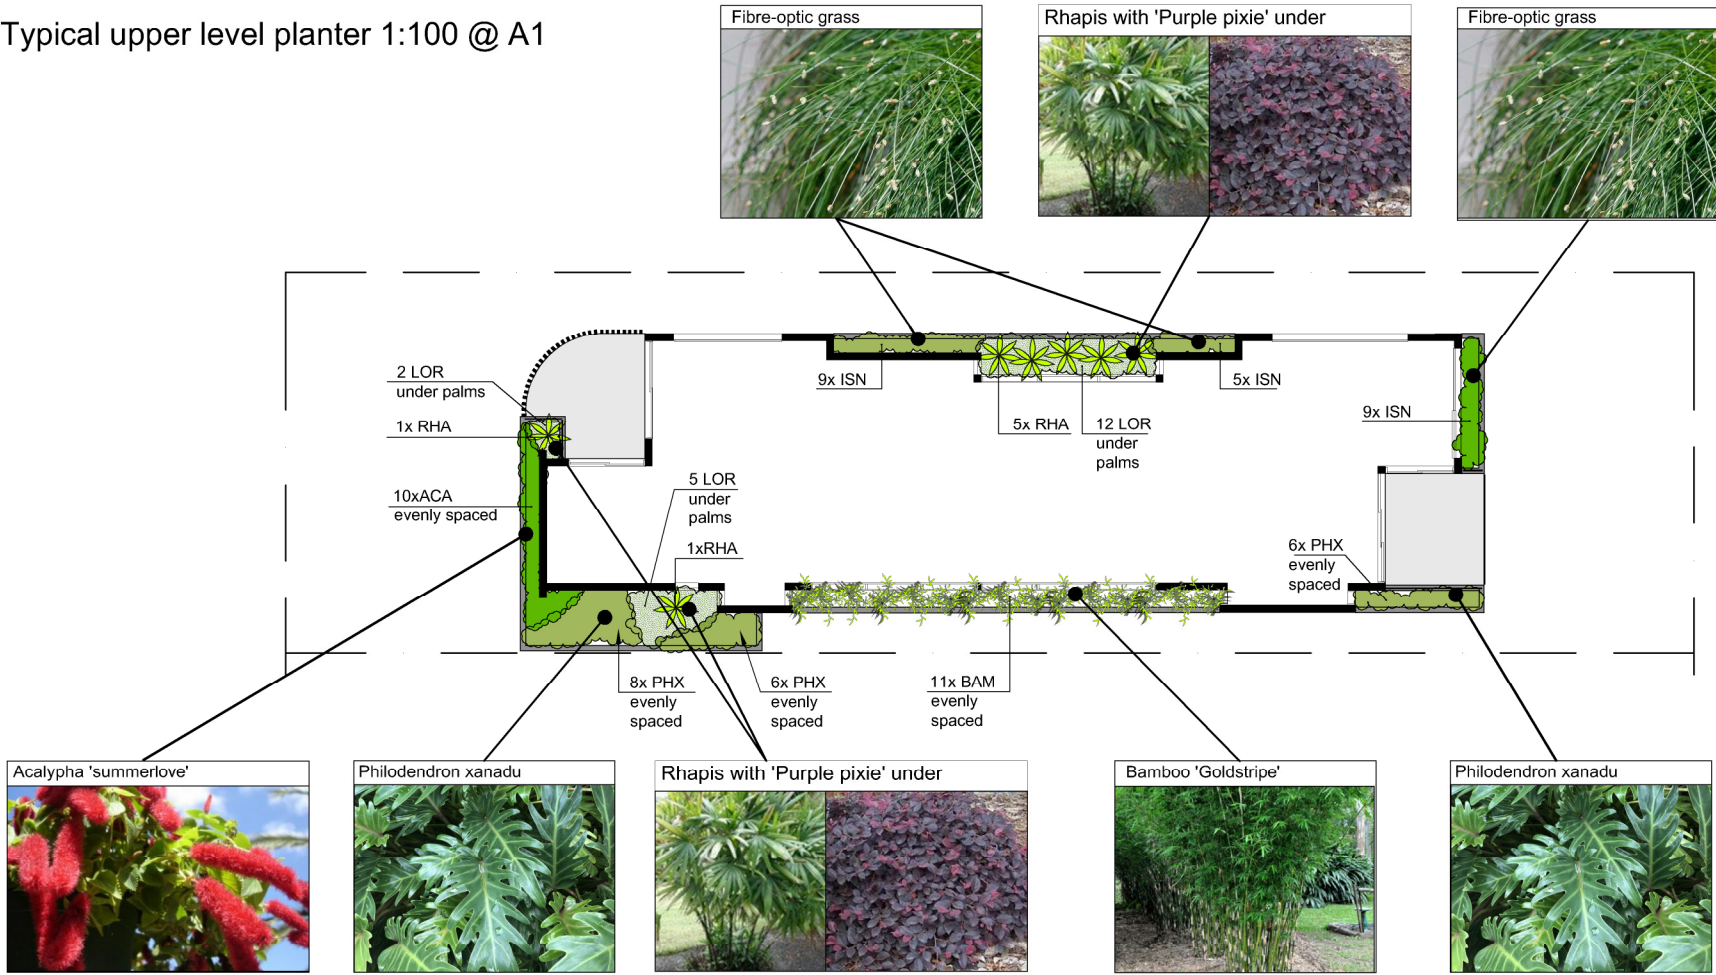 Typical upper level planter 1:100 @ A1
Fibre-optic grass
Rhapis with 'Purple pixie' under
Fibre-optic grass
2 LOR
under palms
1x RHA
10xACA
evenly spaced
9x ISN
5x RHA
12 LOR
under
palms
5x ISN
9x ISN
5 LOR
under
palms
1xRHA
6x PHX
evenly
spaced
8x PHX
evenly
spaced
6x PHX
evenly
spaced
11x BAM
evenly
spaced
Acalypha 'summerlove'
Philodendron xanadu
Rhapis with 'Purple pixie' under
Bamboo 'Goldstripe'
Philodendron xanadu